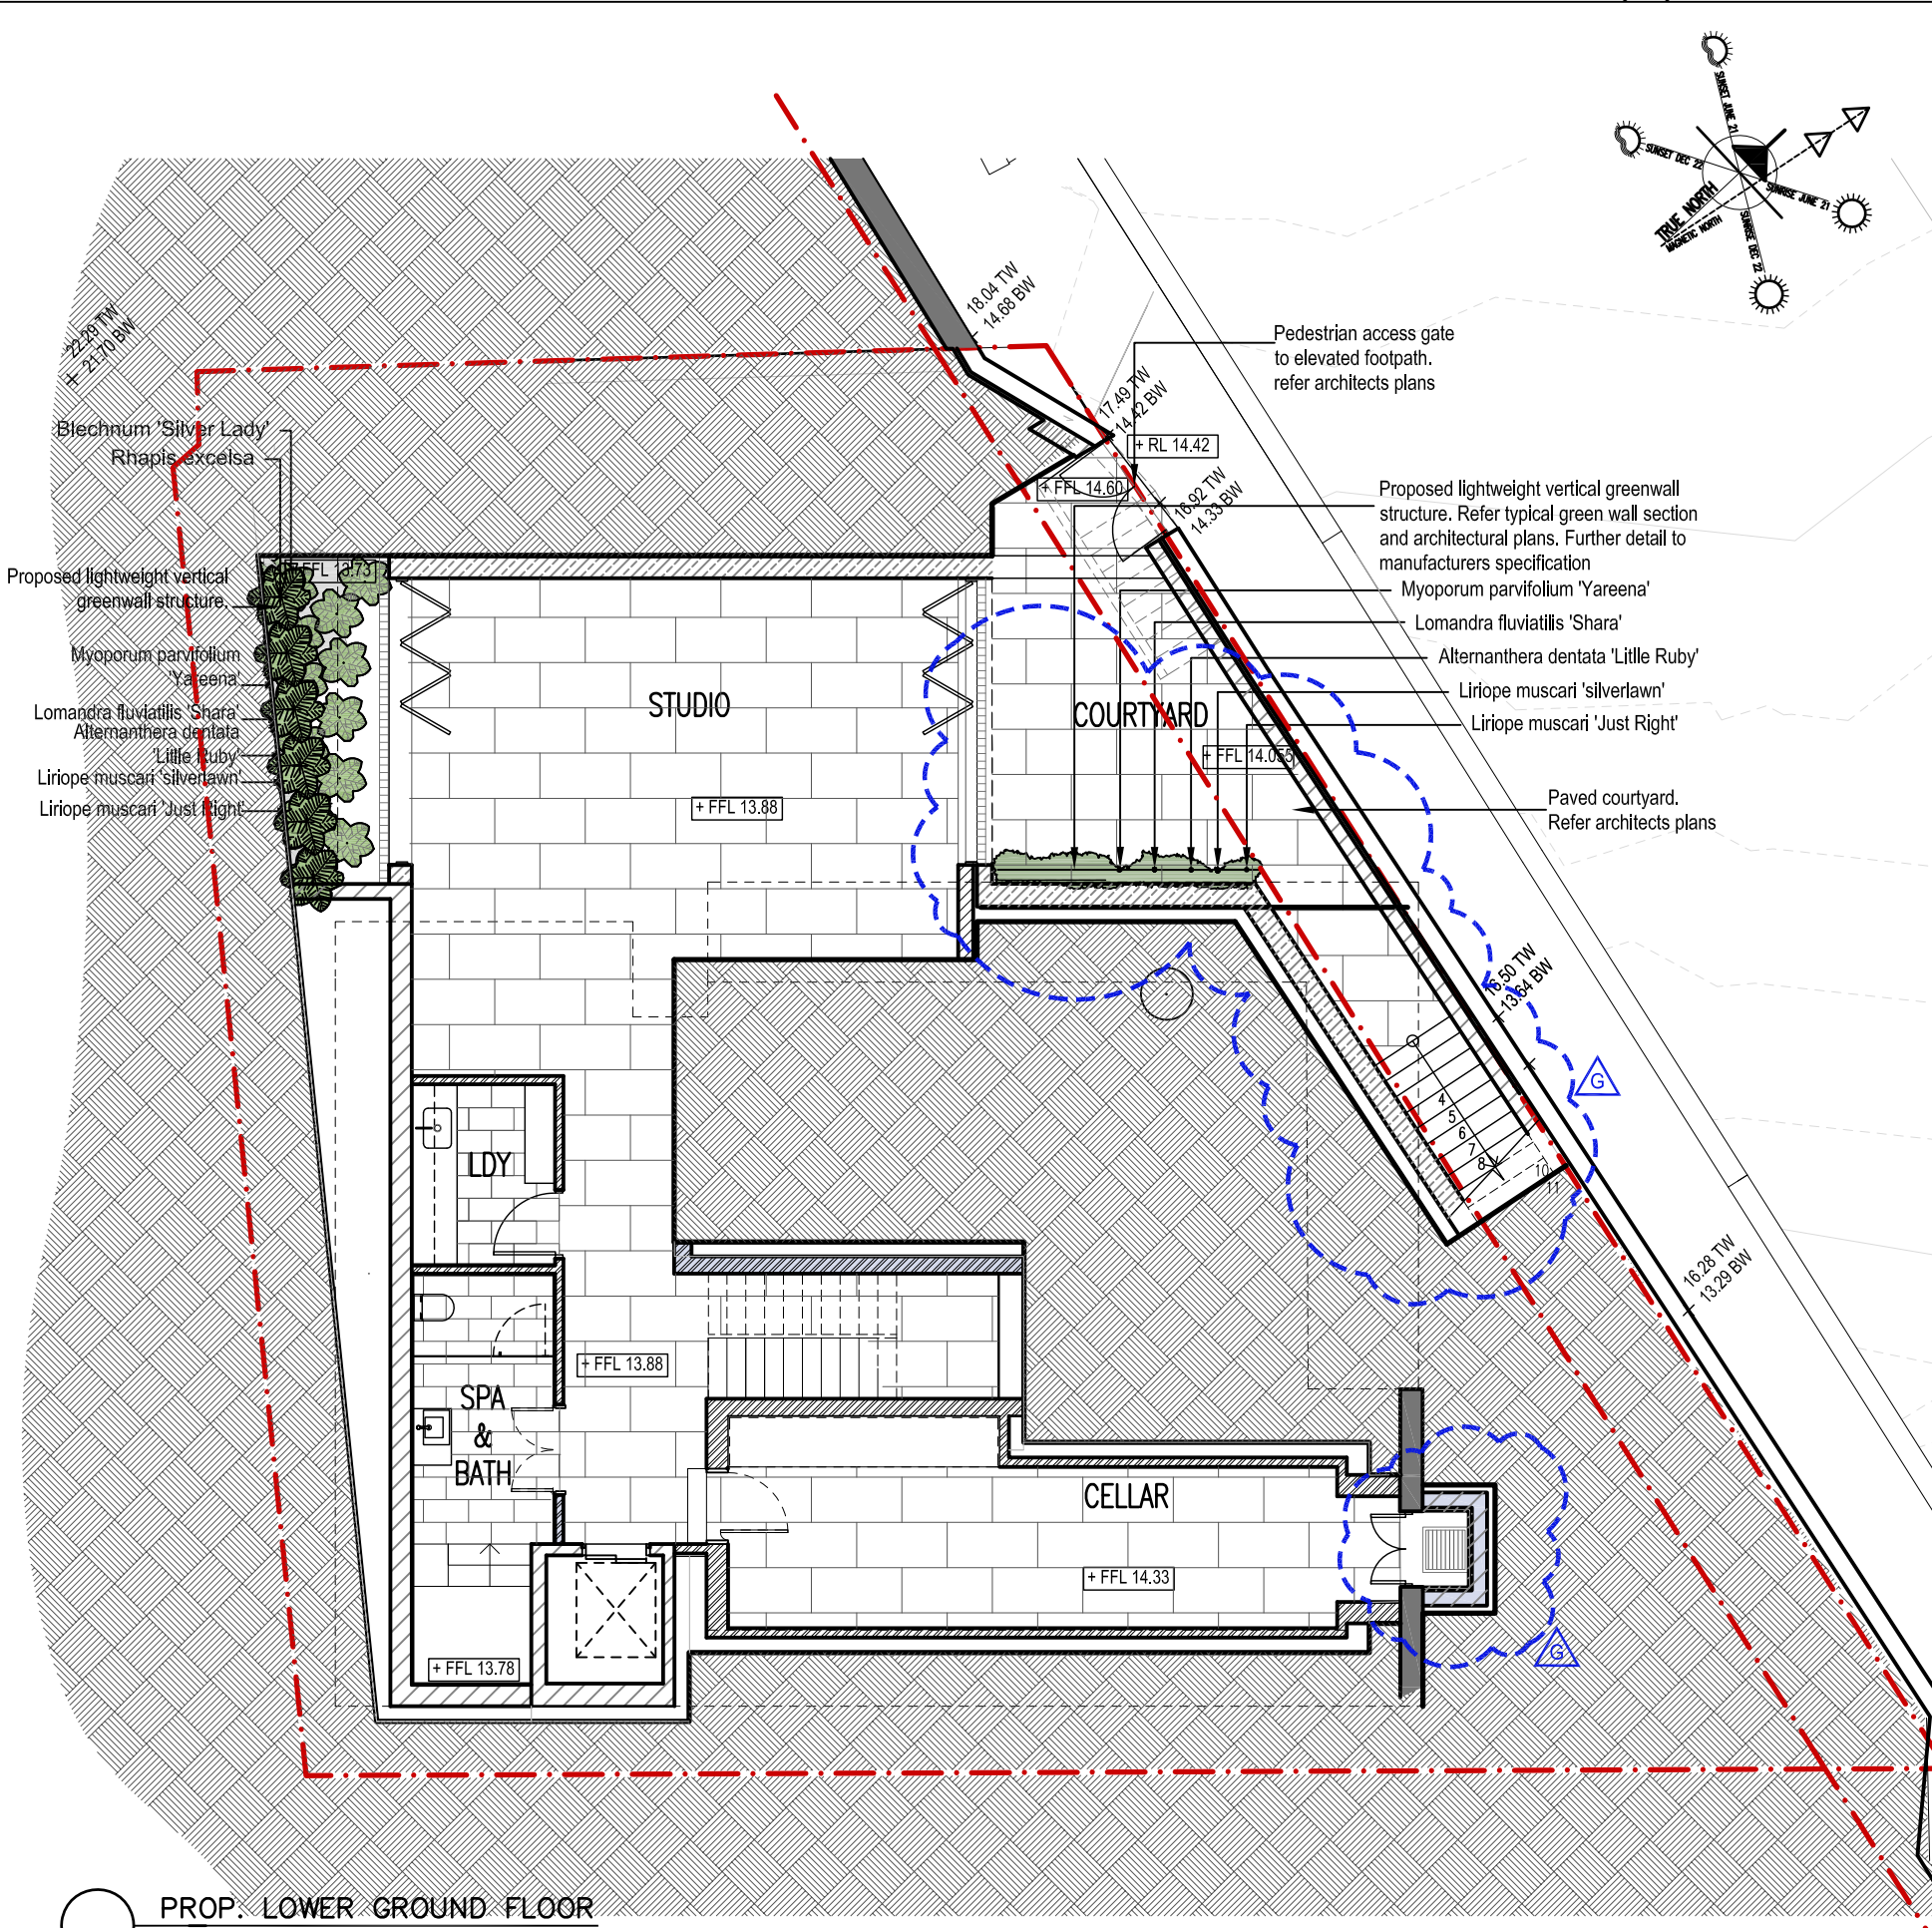 SUNSET JUNE 21
SUNSET DEC 22
SUNRISE JUNE 21
TRUE NORTH
MAGNETIC NORTH
SUNRISE DEC 22
18.04 TW
14.68 BW
22.29 TW
21.70 BW
Pedestrian access gate
to elevated footpath.
refer architects plans
17.49 TW
14.42 BW
+ RL 14.42
Blechnum 'Silver Lady'
Rhapis excelsa
+ FFL 14.60
16.92 TW
14.33 BW
Proposed lightweight vertical greenwall
structure. Refer typical green wall section
and architectural plans. Further detail to
manufacturers specification
Myoporum parvifolium 'Yareena'
Lomandra fluviatilis 'Shara'
Alternanthera dentata 'Litlle Ruby'
Liriope muscari 'silverlawn'
Liriope muscari 'Just Right'
+ FFL 13.73
Proposed lightweight vertical
greenwall structure.
Myoporum parvifolium
'Yareena'
Lomandra fluviatilis 'Shara'
Alternanthera dentata
'Litlle Ruby'
Liriope muscari 'silverlawn'
Liriope muscari 'Just Right'
STUDIO
COURTYARD
+ FFL 14.055
+ FFL 13.88
Paved courtyard.
Refer architects plans
16.50 TW
13.64 BW
G
4
5
6
7
8
10
11
LDY
16.28 TW
13.29 BW
+ FFL 13.88
SPA
&
BATH
CELLAR
+ FFL 14.33
G
+ FFL 13.78
PROP. LOWER GROUND FLOOR